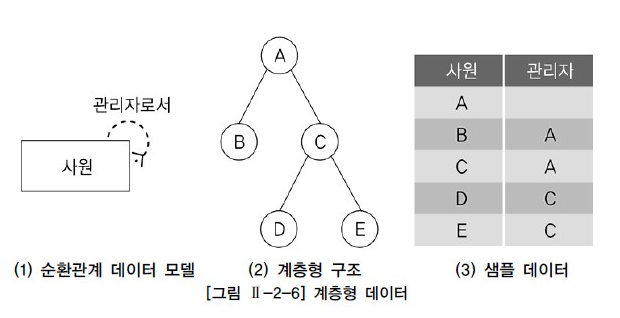 관리자로서
사원
A
B
C
D
E
사원 관리자
A
B A
C A
D C
E C
(1) 순환관계 데이터 모델
(2) 계층형 구조
(3) 샘플 데이터
[그림 Ⅱ-2-6] 계층형 데이터